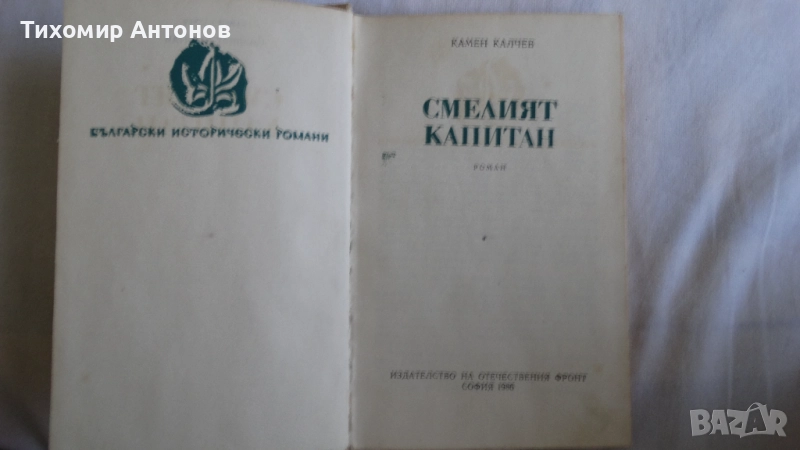 Тихомир Антонов
БЪЛГАРСКИ ИСТОРИЧЕСКИ РОМАНИ
КАМЕН КАЛЧЕВ
СМЕЛИЯТ
КАПИТАН
РОМАН
ИЗДАТЕЛСТВО НА ОТЕЧЕСТВЕНИЯ ФРОНТ
СОФИЯ
BAZAR